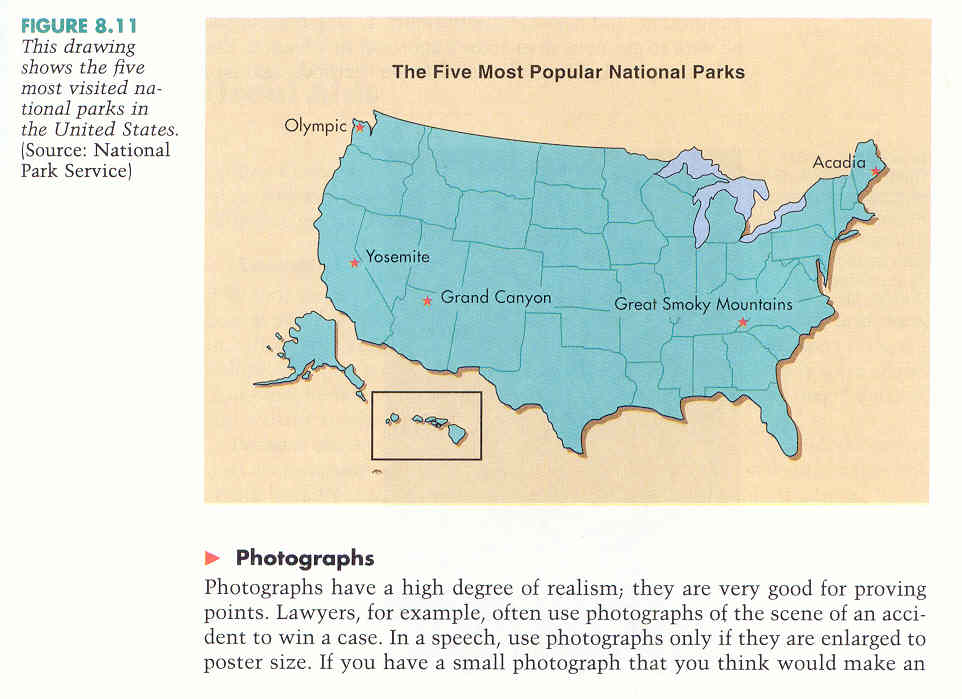 FIGURE 8.11
This drawing
shows the five
most visited na-
tional parks in
the United States.
(Source: National
Park Service)
The Five Most Popular National Parks
Olympic
Acadia
Yosemite
Grand Canyon
Great Smoky Mountains
► Photographs
Photographs have a high degree of realism; they are very good for proving
points. Lawyers, for example, often use photographs of the scene of an acci-
dent to win a case. In a speech, use photographs only if they are enlarged to
poster size. If you have a small photograph that you think would make an